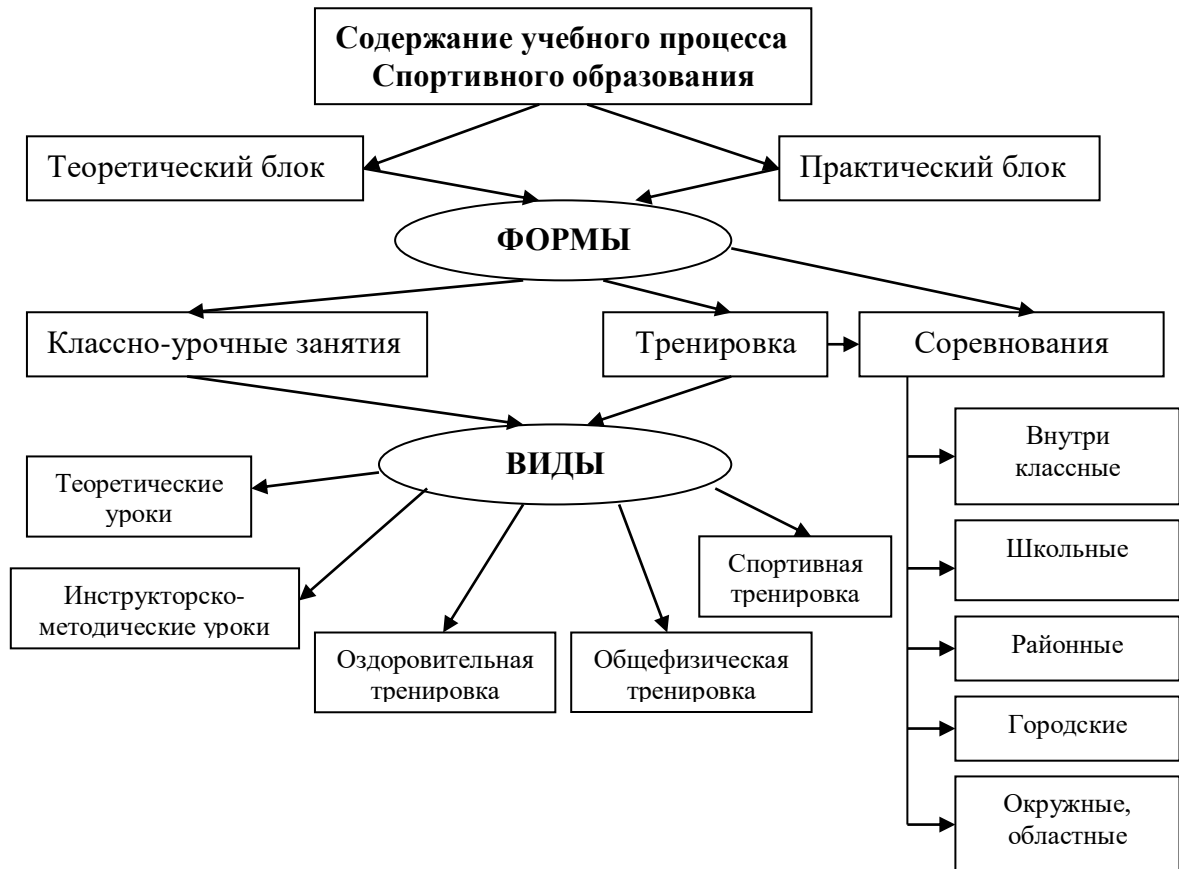 Содержание учебного процесса
Спортивного образования
Теоретический блок
Практический блок
ФОРМЫ
Классно-урочные занятия
Тренировка
Соревнования
ВИДЫ
Внутри
классные
Теоретические
уроки
Школьные
Спортивная
тренировка
Инструкторско-
методические уроки
Оздоровительная
тренировка
Общефизическая
тренировка
Районные
Городские
Окружные,
областные